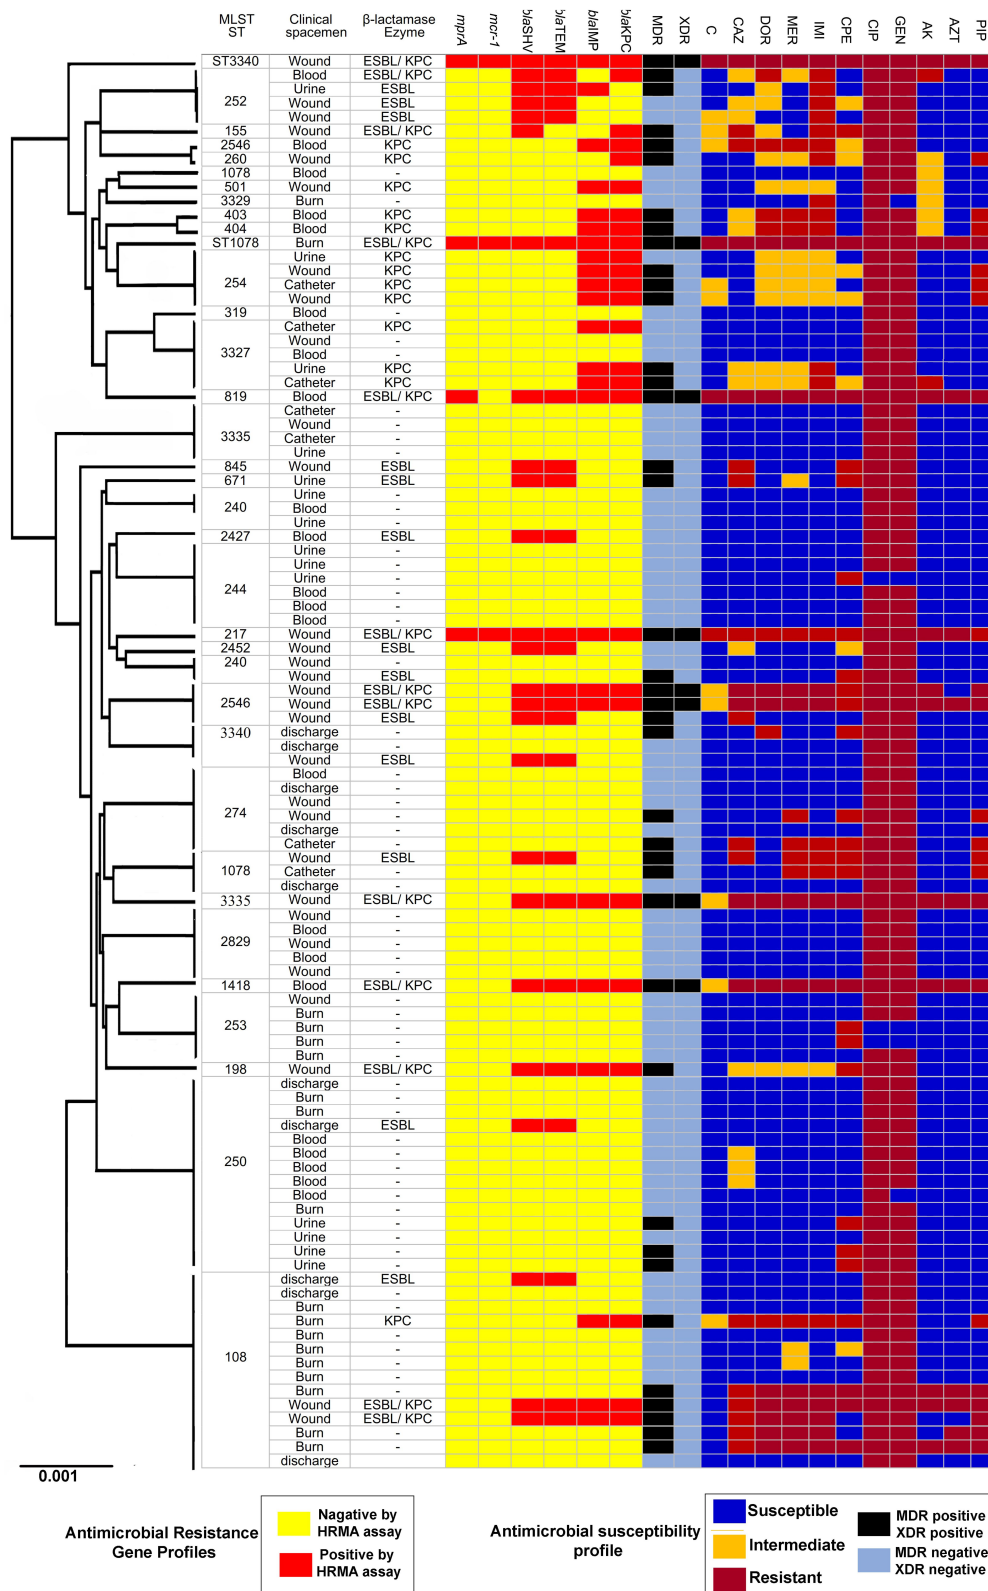 MLST ST Clinical spacemen β-lactamase Ezyme mprA mcr-1 blaSHV blaTEM blaIMP blaKPC MDR XDR C CAZ DOR MER IMI CPE CIP GEN AK AZT PIP
ST3340 Wound ESBL/ KPC
Blood ESBL/ KPC
Urine ESBL
252 Wound ESBL
Wound ESBL
155 Wound ESBL/ KPC
2546 Blood KPC
260 Wound KPC
1078 Blood -
501 Wound KPC
3329 Burn -
403 Blood KPC
404 Blood KPC
ST1078 Burn ESBL/ KPC
Urine KPC
Wound KPC
254 Catheter KPC
Wound KPC
319 Blood -
Catheter KPC
Wound -
3327 Blood -
Urine KPC
Catheter KPC
819 Blood ESBL/ KPC
Catheter -
Wound -
3335 Catheter -
Urine -
845 Wound ESBL
671 Urine ESBL
Urine -
240 Blood -
Urine -
2427 Blood ESBL
Urine -
Urine -
Urine -
244 Blood -
Blood -
Blood -
217 Wound ESBL/ KPC
2452 Wound ESBL
240 Wound -
Wound ESBL
Wound ESBL/ KPC
2546 Wound ESBL/ KPC
Wound ESBL
3340 discharge -
discharge -
Wound ESBL
Blood -
discharge -
Wound -
274 Wound -
discharge -
Catheter -
Wound ESBL
1078 Catheter -
discharge -
3335 Wound ESBL/ KPC
Wound -
Blood -
2829 Wound -
Blood -
Wound -
1418 Blood ESBL/ KPC
Wound -
Burn -
253 Burn -
Burn -
Burn -
198 Wound ESBL/ KPC
discharge -
Burn -
Burn -
discharge ESBL
Blood -
Blood -
250 Blood -
Blood -
Blood -
Burn -
Urine -
Urine -
Urine -
Urine -
discharge ESBL
discharge -
Burn -
Burn KPC
Burn -
108 Burn -
Burn -
Burn -
Burn -
Wound ESBL/ KPC
Wound ESBL/ KPC
Burn -
Burn -
discharge
0.001
Antimicrobial Resistance
Gene Profiles
Nagative by
HRMA assay
Positive by
HRMA assay
Antimicrobial susceptibility
profile
Susceptible
Intermediate
Resistant
MDR positive
XDR positive
MDR negative
XDR negative